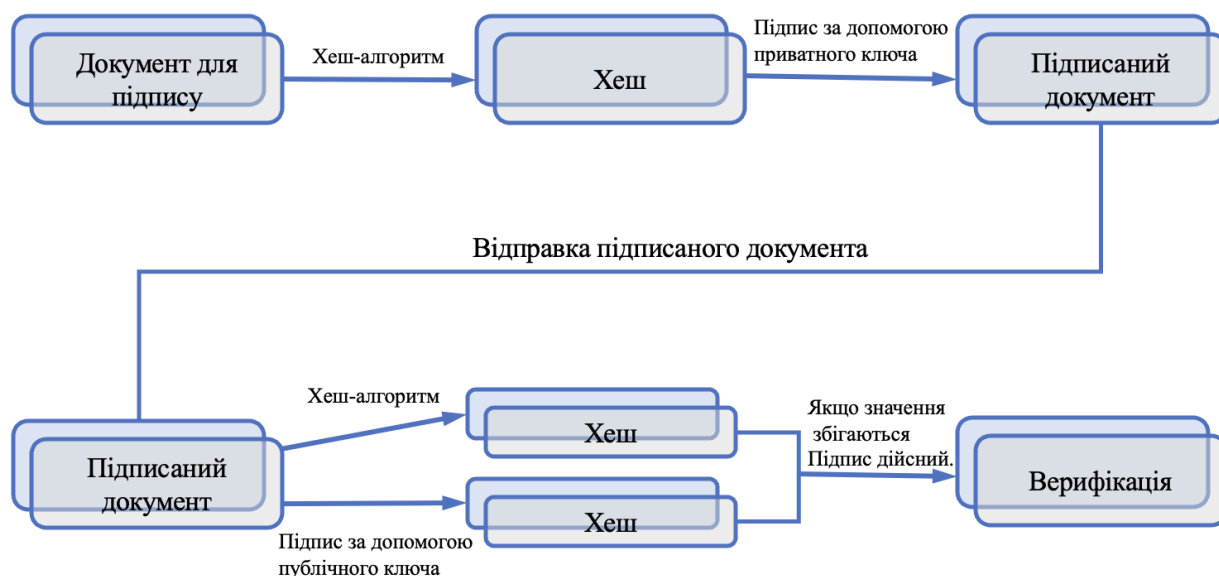 Документ для
підпису
Хеш-алгоритм
Хеш
Підпис за допомогою
приватного ключа
Підписаний
документ
Відправка підписаного документа
Підписаний
документ
Хеш-алгоритм
Хеш
Підпис за допомогою
публічного ключа
Хеш
Якщо значення
збігаються
Підпис дійсний.
Верифікація